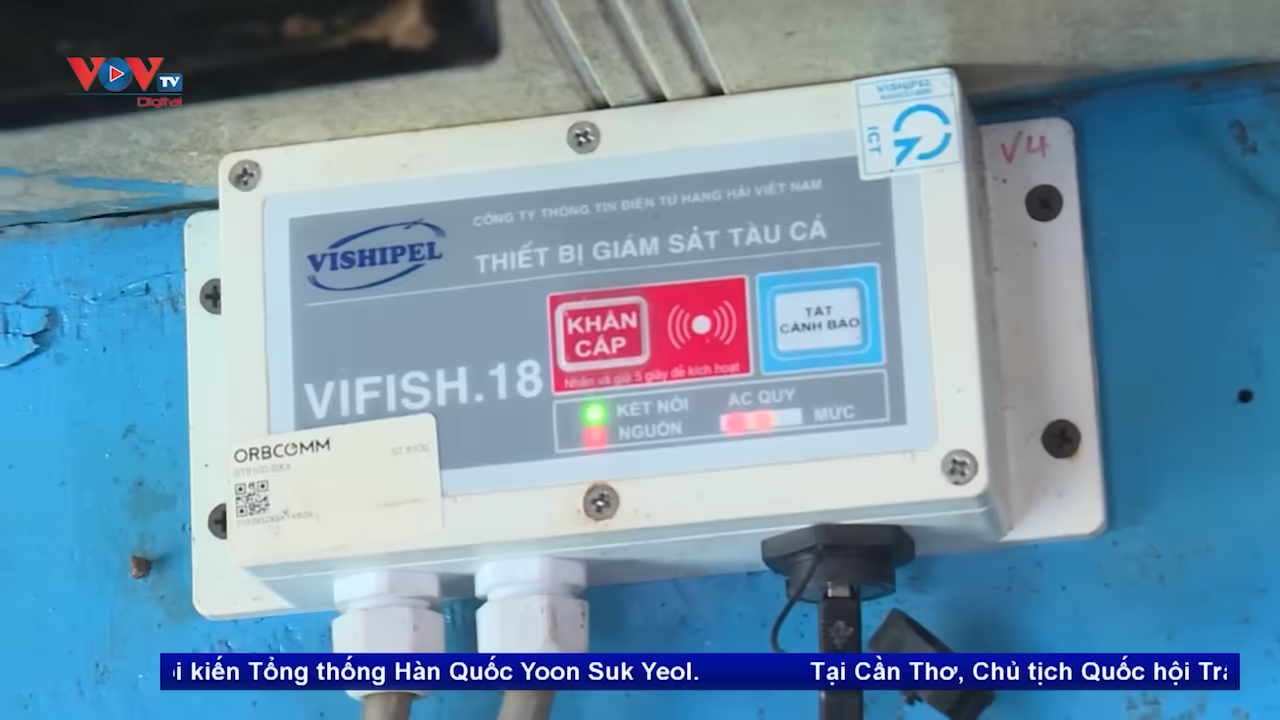 VOV TV
Digital
VISHIPEL
ICT
V4
CÔNG TY THÔNG TIN ĐIỆN TỬ HÀNG HẢI VIỆT NAM
VISHIPEL
THIẾT BỊ GIÁM SÁT TÀU CÁ
KHẨN
CẤP
TẮT
CẢNH BÁO
Nhấn và giữ 5 giây để kích hoạt
VIFISH.18
KẾT NỐI
ẮC QUY
NGUỒN
MỨC
ORBCOMM
ST 6100
i kiến Tổng thống Hàn Quốc Yoon Suk Yeol.
Tại Cần Thơ, Chủ tịch Quốc hội Trầ